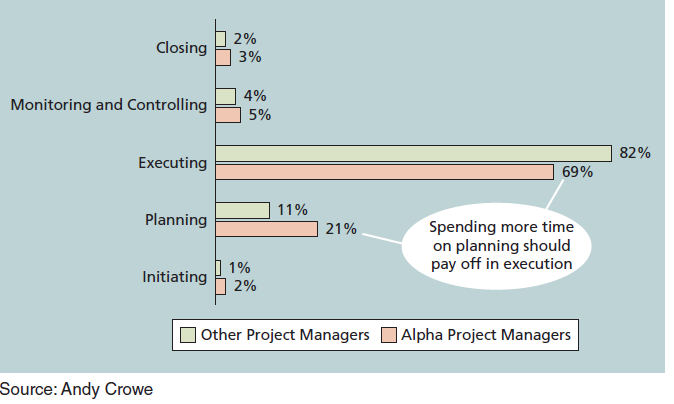 Closing
2%
3%
Monitoring and Controlling
4%
5%
Executing
82%
69%
Planning
11%
21%
Spending more time
on planning should
pay off in execution
Initiating
1%
2%
Other Project Managers
Alpha Project Managers
Source: Andy Crowe